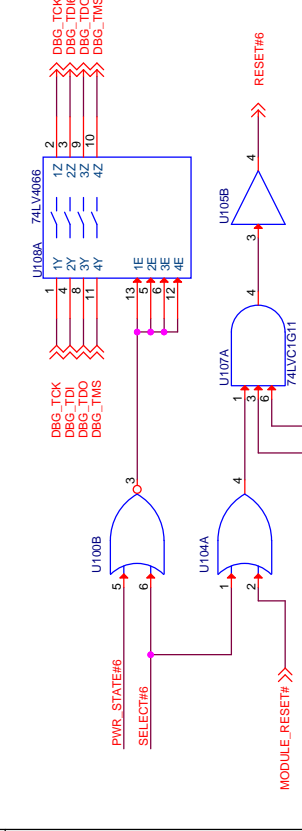 DBG_TCK
DBG_TDI6
DBG_TDO
DBG_TMS
2
3
9
10
74LV4066
U108A
1Y 1Z
2Y 2Z
3Y 3Z
4Y 4Z
1
4
8
11
DBG_TCK
DBG_TDI
DBG_TDO
DBG_TMS
13 1E
5 2E
6 3E
12 4E
RESET#6
U105B
3
4
U107A
74LVC1G11
1
3
6
4
U100B
5
6
3
U104A
1
2
4
PWR_STATE#6
SELECT#6
MODULE_RESET#